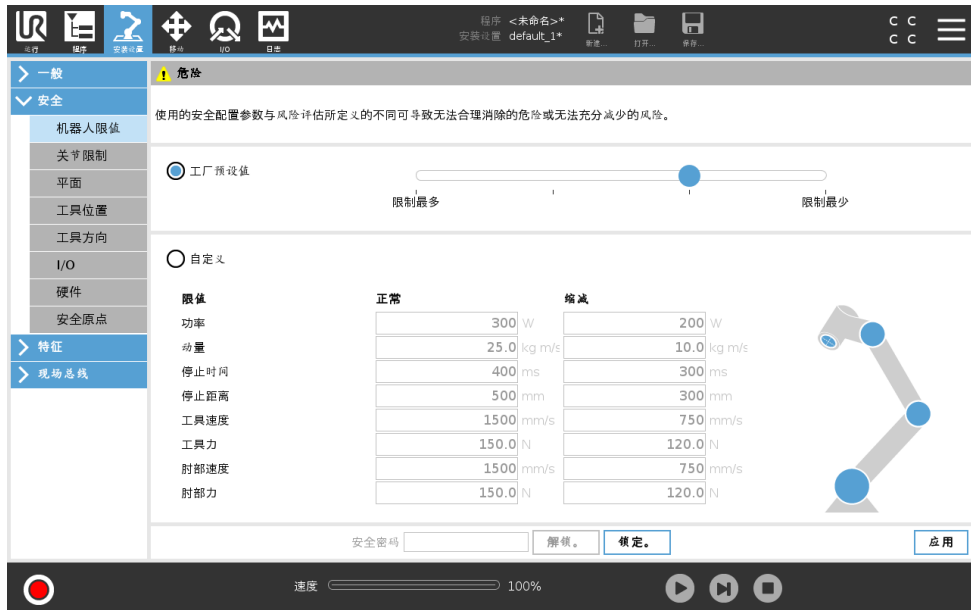 程序 <未命名>*
安装设置 default_1*
C C
C C
UR
运行
程序
安装设置
移动
I/O
日志
新建...
打开...
保存...
一般
安全
机器人限值
关节限制
平面
工具位置
工具方向
I/O
硬件
安全原点
特征
现场总线
危险
使用的安全配置参数与风险评估所定义的不同可导致无法合理消除的危险或无法充分减少的风险。
工厂预设值
限制最多 限制最少
自定义
限值 正常 缩减
功率 300 W 200 W
动量 25.0 kg m/s 10.0 kg m/s
停止时间 400 ms 300 ms
停止距离 500 mm 300 mm
工具速度 1500 mm/s 750 mm/s
工具力 150.0 N 120.0 N
肘部速度 1500 mm/s 750 mm/s
肘部力 150.0 N 120.0 N
安全密码 解锁。 锁定。 应用
速度 100%